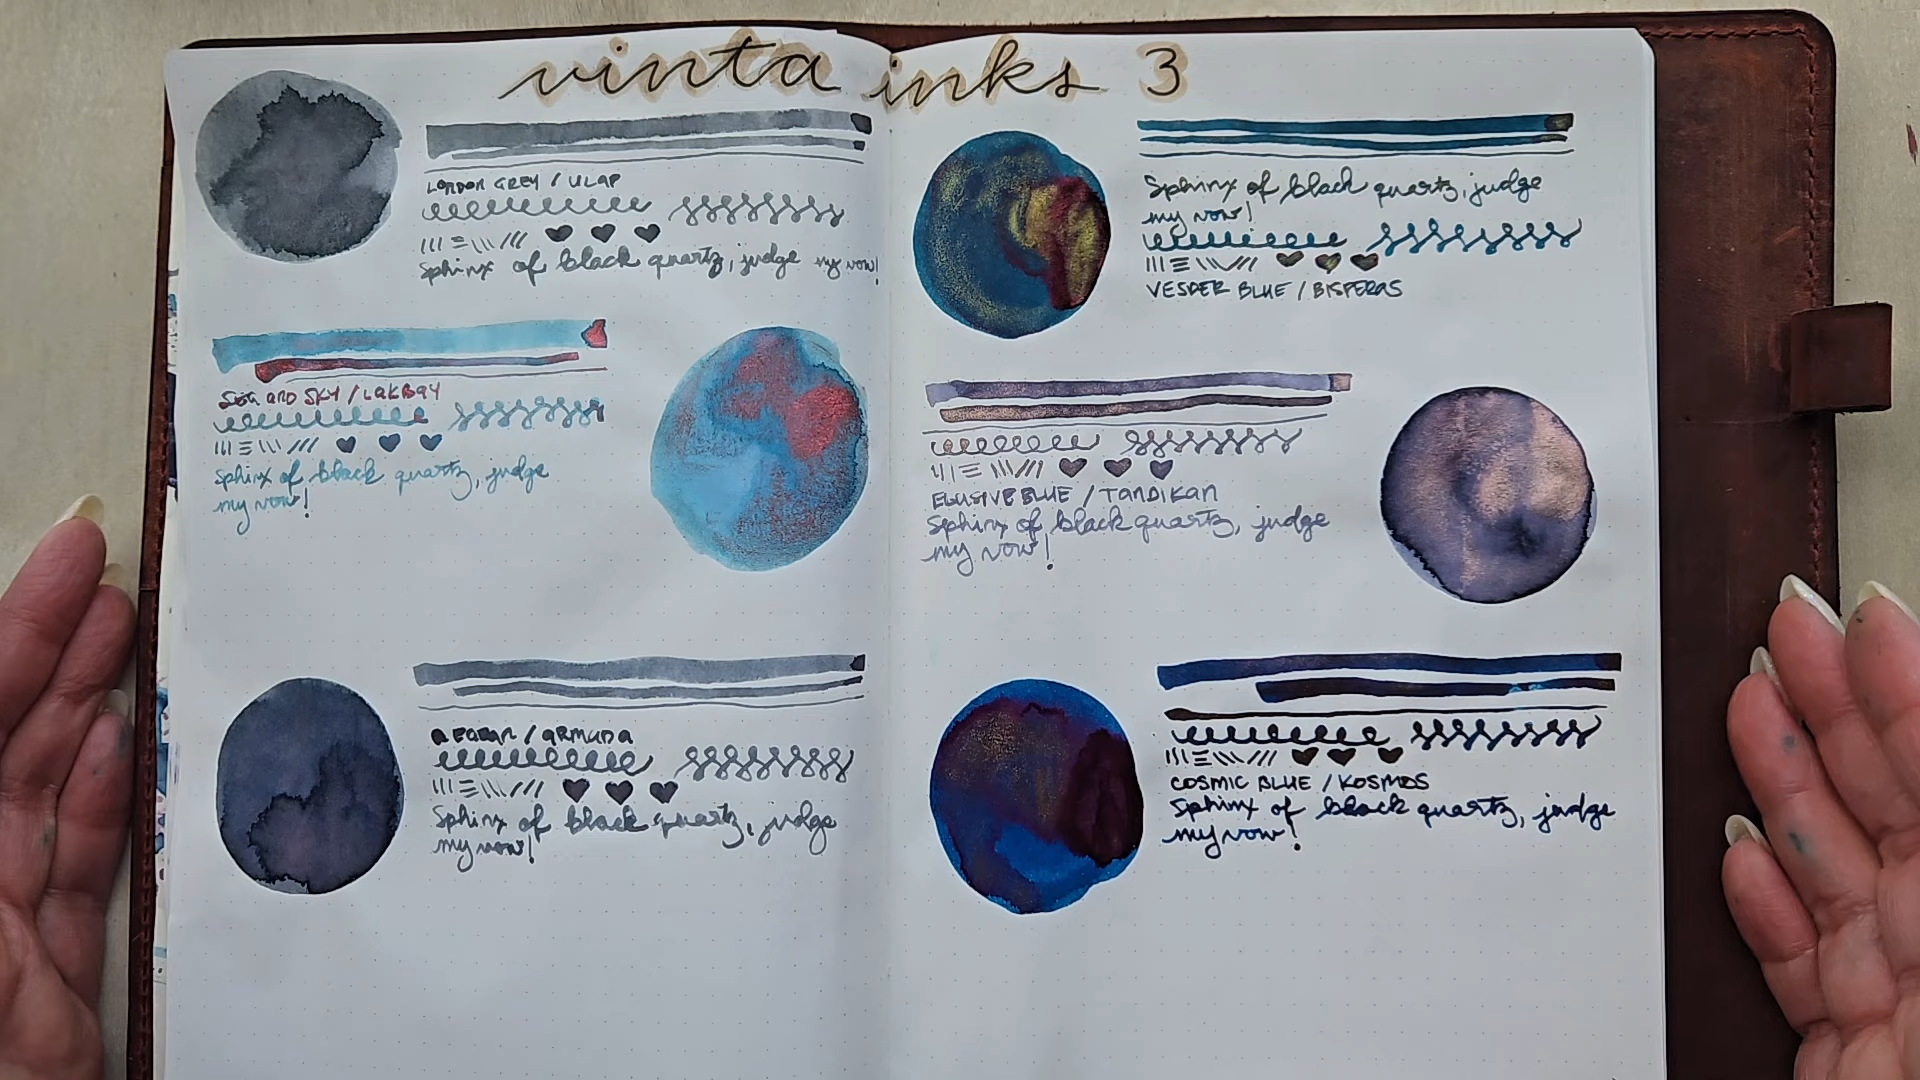 vinta inks 3
LONDON GREY / ULAP
Sphinx of black quartz, judge my vow!
SEA AND SKY / LAKBAY
Sphinx of black quartz, judge
my vow!
/ ARMADA
Sphinx of black quartz, judge
my vow!
Sphinx of black quartz, judge
my vow!
VESPER BLUE / BISPERAS
ELUSIVE BLUE / TANDIKAN
Sphinx of black quartz, judge
my vow!
COSMIC BLUE / KOSMOS
Sphinx of black quartz, judge
my vow!